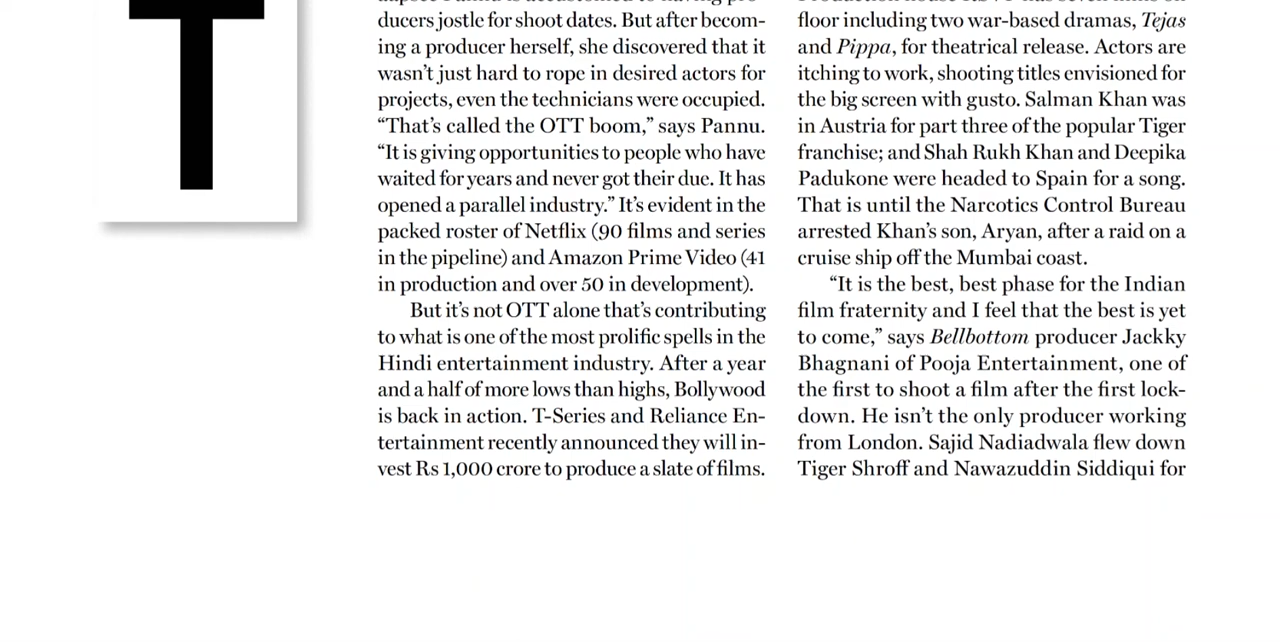 T
ducers jostle for shoot dates. But after becom-
ing a producer herself, she discovered that it
wasn’t just hard to rope in desired actors for
projects, even the technicians were occupied.
“That’s called the OTT boom,” says Pannu.
“It is giving opportunities to people who have
waited for years and never got their due. It has
opened a parallel industry.” It’s evident in the
packed roster of Netflix (90 films and series
in the pipeline) and Amazon Prime Video (41
in production and over 50 in development).
But it’s not OTT alone that’s contributing
to what is one of the most prolific spells in the
Hindi entertainment industry. After a year
and a half of more lows than highs, Bollywood
is back in action. T-Series and Reliance En-
tertainment recently announced they will in-
vest Rs 1,000 crore to produce a slate of films.
floor including two war-based dramas, Tejas
and Pippa, for theatrical release. Actors are
itching to work, shooting titles envisioned for
the big screen with gusto. Salman Khan was
in Austria for part three of the popular Tiger
franchise; and Shah Rukh Khan and Deepika
Padukone were headed to Spain for a song.
That is until the Narcotics Control Bureau
arrested Khan’s son, Aryan, after a raid on a
cruise ship off the Mumbai coast.
“It is the best, best phase for the Indian
film fraternity and I feel that the best is yet
to come,” says Bellbottom producer Jackky
Bhagnani of Pooja Entertainment, one of
the first to shoot a film after the first lock-
down. He isn’t the only producer working
from London. Sajid Nadiadwala flew down
Tiger Shroff and Nawazuddin Siddiqui for